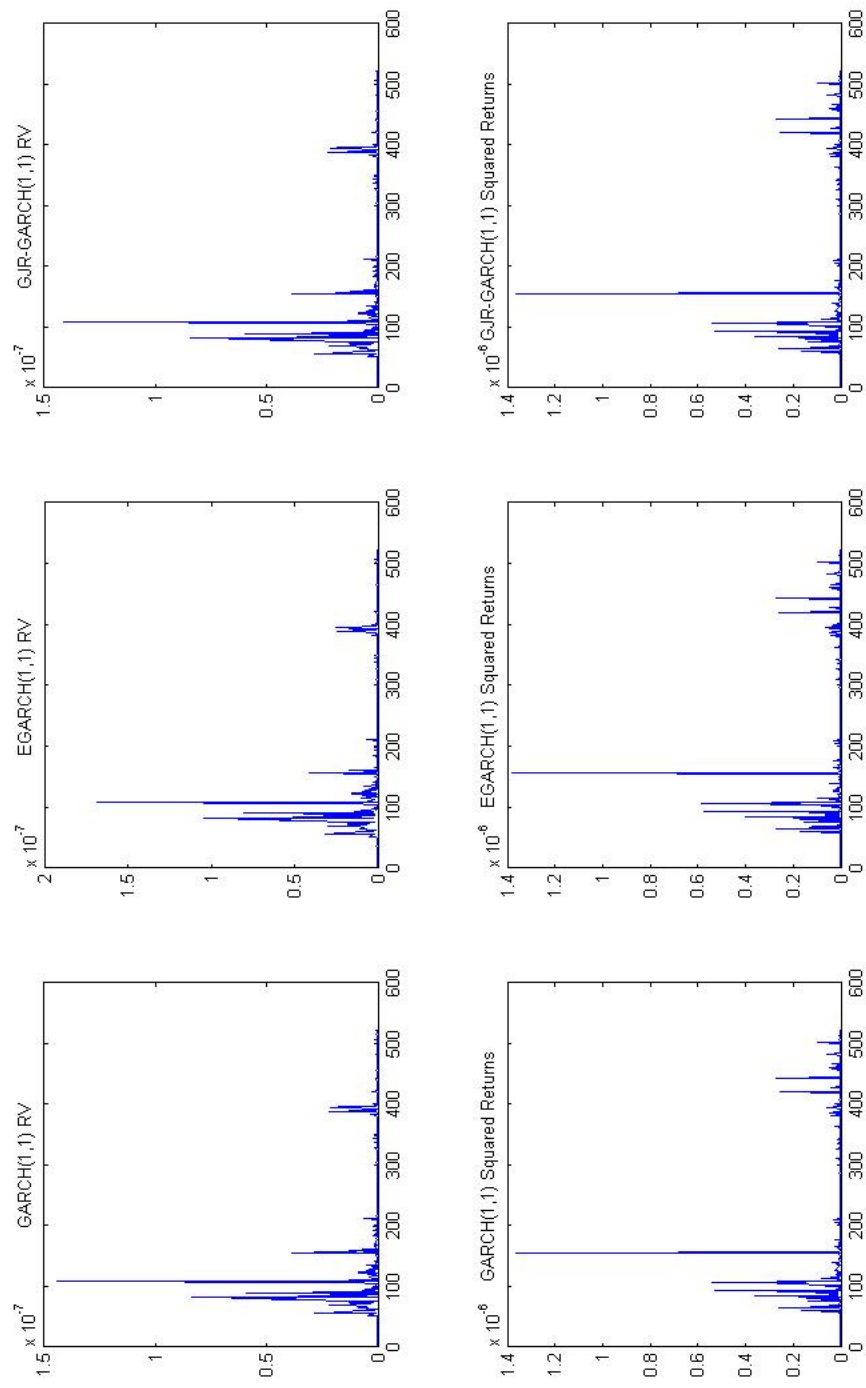 x 10⁻⁷
GARCH(1,1) RV
1.5
1
0.5
0
0 100 200 300 400 500 600
x 10⁻⁷
EGARCH(1,1) RV
2
1.5
1
0.5
0
0 100 200 300 400 500 600
x 10⁻⁷
GJR-GARCH(1,1) RV
1.5
1
0.5
0
0 100 200 300 400 500 600
x 10⁻⁶
GARCH(1,1) Squared Returns
1.4
1.2
1
0.8
0.6
0.4
0.2
0
0 100 200 300 400 500 600
x 10⁻⁶
EGARCH(1,1) Squared Returns
1.4
1.2
1
0.8
0.6
0.4
0.2
0
0 100 200 300 400 500 600
x 10⁻⁶
GJR-GARCH(1,1) Squared Returns
1.4
1.2
1
0.8
0.6
0.4
0.2
0
0 100 200 300 400 500 600